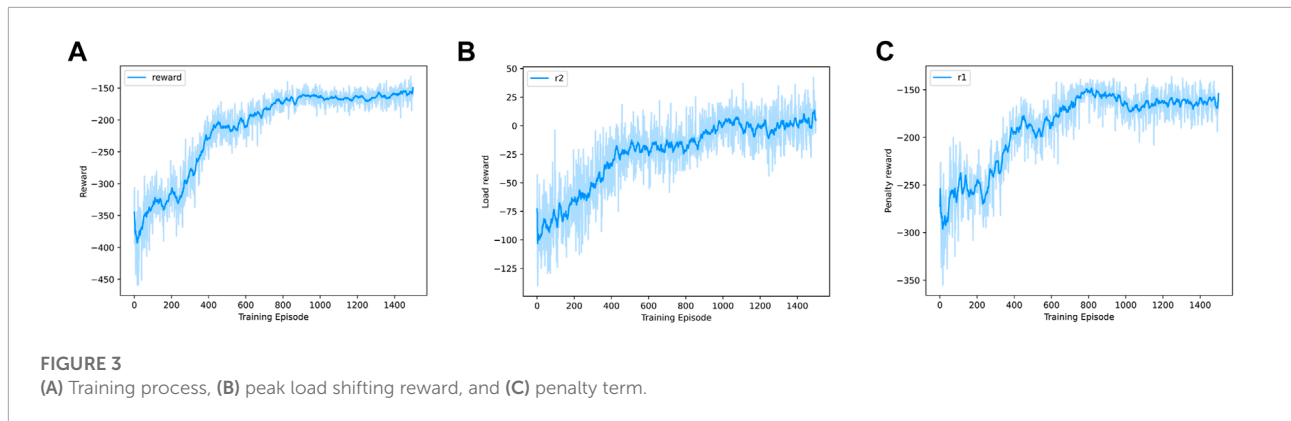 A
reward
−150
−200
−250
−300
−350
−400
−450
Reward
0 200 400 600 800 1000 1200 1400
Training Episode
B
r2
50
25
0
−25
−50
−75
−100
−125
Load reward
0 200 400 600 800 1000 1200 1400
Training Episode
C
r1
−150
−200
−250
−300
−350
Penalty reward
0 200 400 600 800 1000 1200 1400
Training Episode
FIGURE 3
(A) Training process, (B) peak load shifting reward, and (C) penalty term.